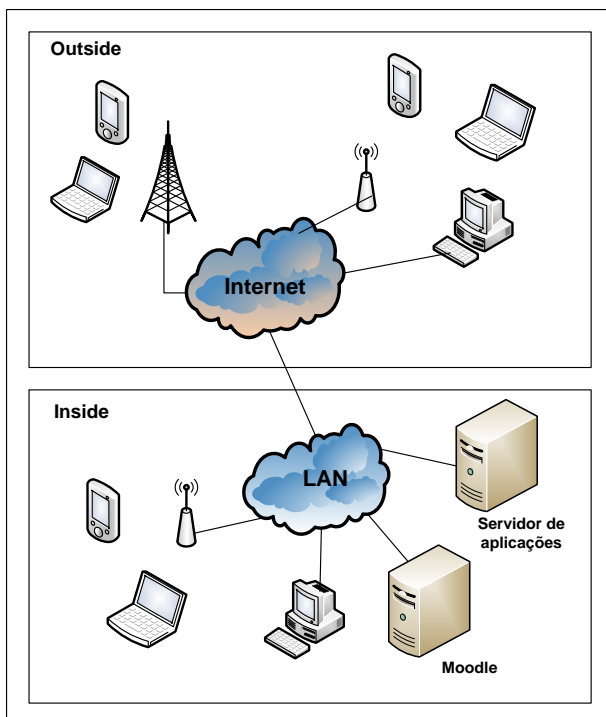 Outside
Internet
Inside
LAN
Servidor de
aplicações
Moodle